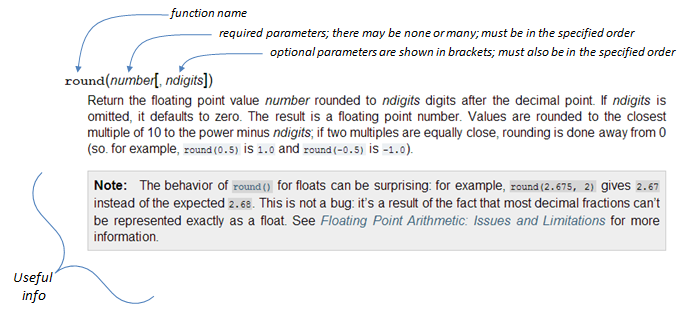 function name
required parameters; there may be none or many; must be in the specified order
optional parameters are shown in brackets; must also be in the specified order
round(number[, ndigits])
Return the floating point value number rounded to ndigits digits after the decimal point. If ndigits is
omitted, it defaults to zero. The result is a floating point number. Values are rounded to the closest
multiple of 10 to the power minus ndigits; if two multiples are equally close, rounding is done away from 0
(so. for example, round(0.5) is 1.0 and round(-0.5) is -1.0).
Note: The behavior of round() for floats can be surprising: for example, round(2.675, 2) gives 2.67
instead of the expected 2.68. This is not a bug: it's a result of the fact that most decimal fractions can't
be represented exactly as a float. See Floating Point Arithmetic: Issues and Limitations for more
information.
Useful
info